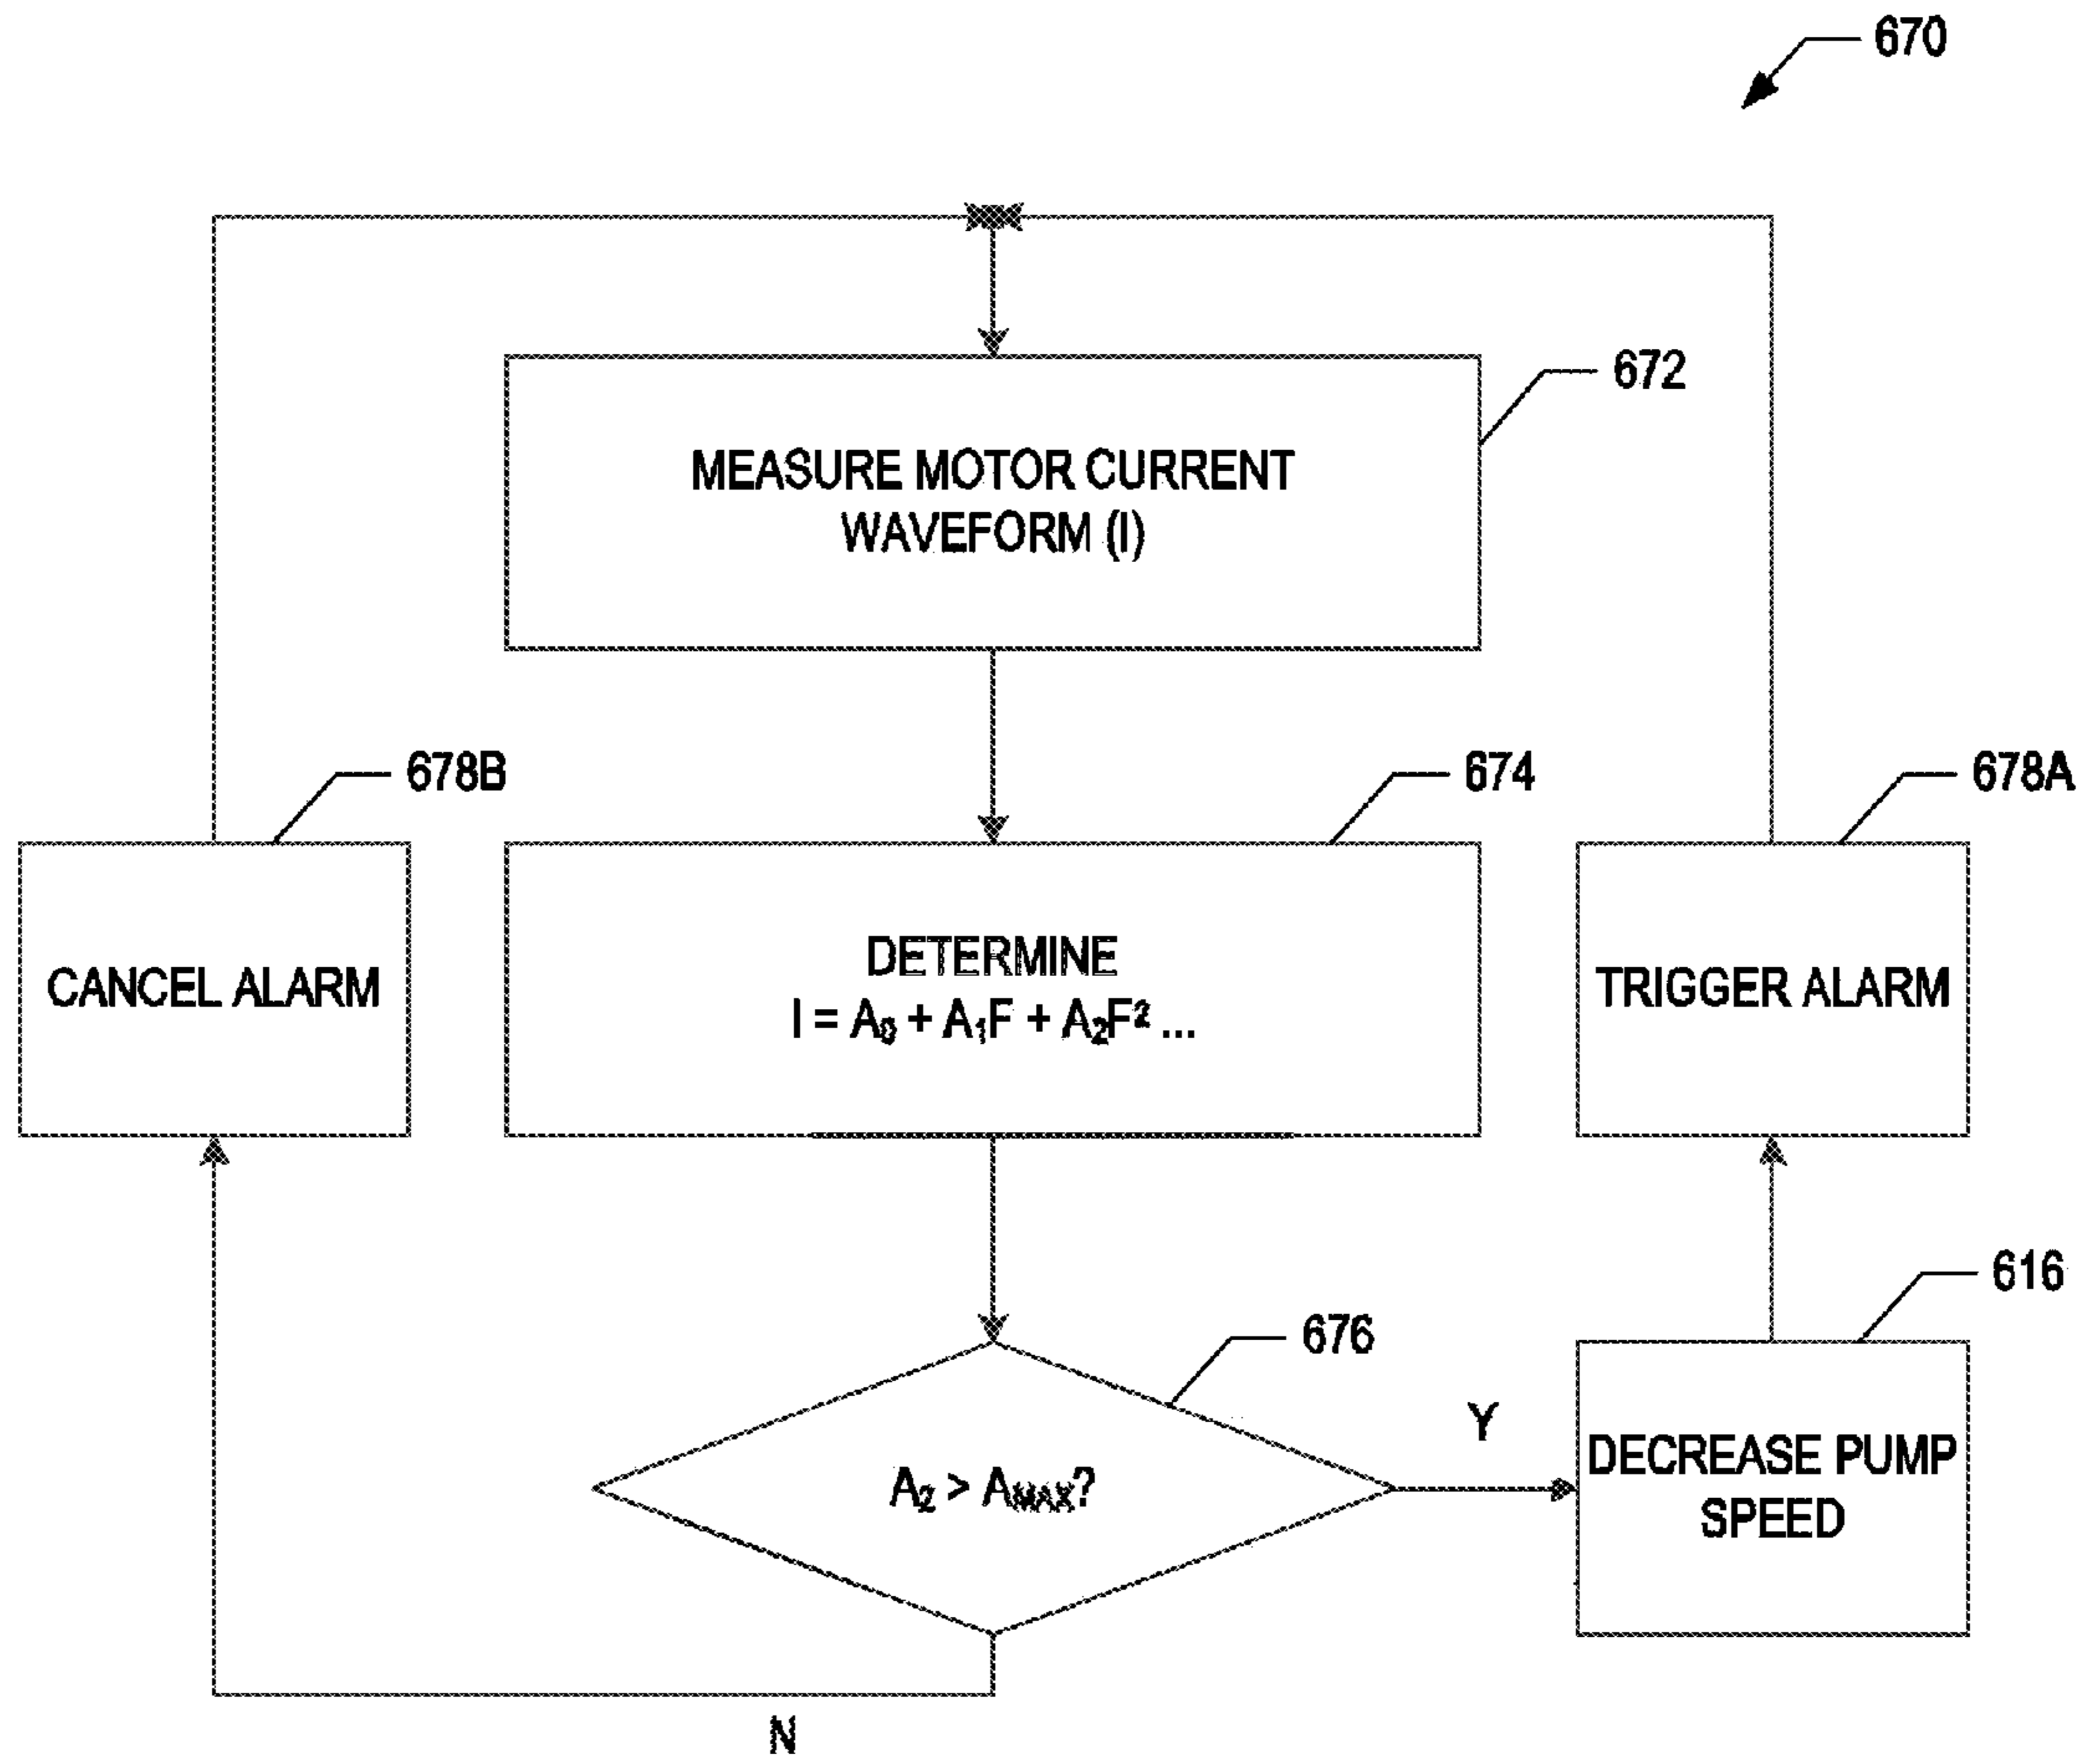 670
672
MEASURE MOTOR CURRENT
WAVEFORM (I)
678B
674
678A
CANCEL ALARM
DETERMINE
I = A₀ + A₁F + A₂F² ...
TRIGGER ALARM
616
676
Y
A₂ > A_MAX?
DECREASE PUMP
SPEED
N